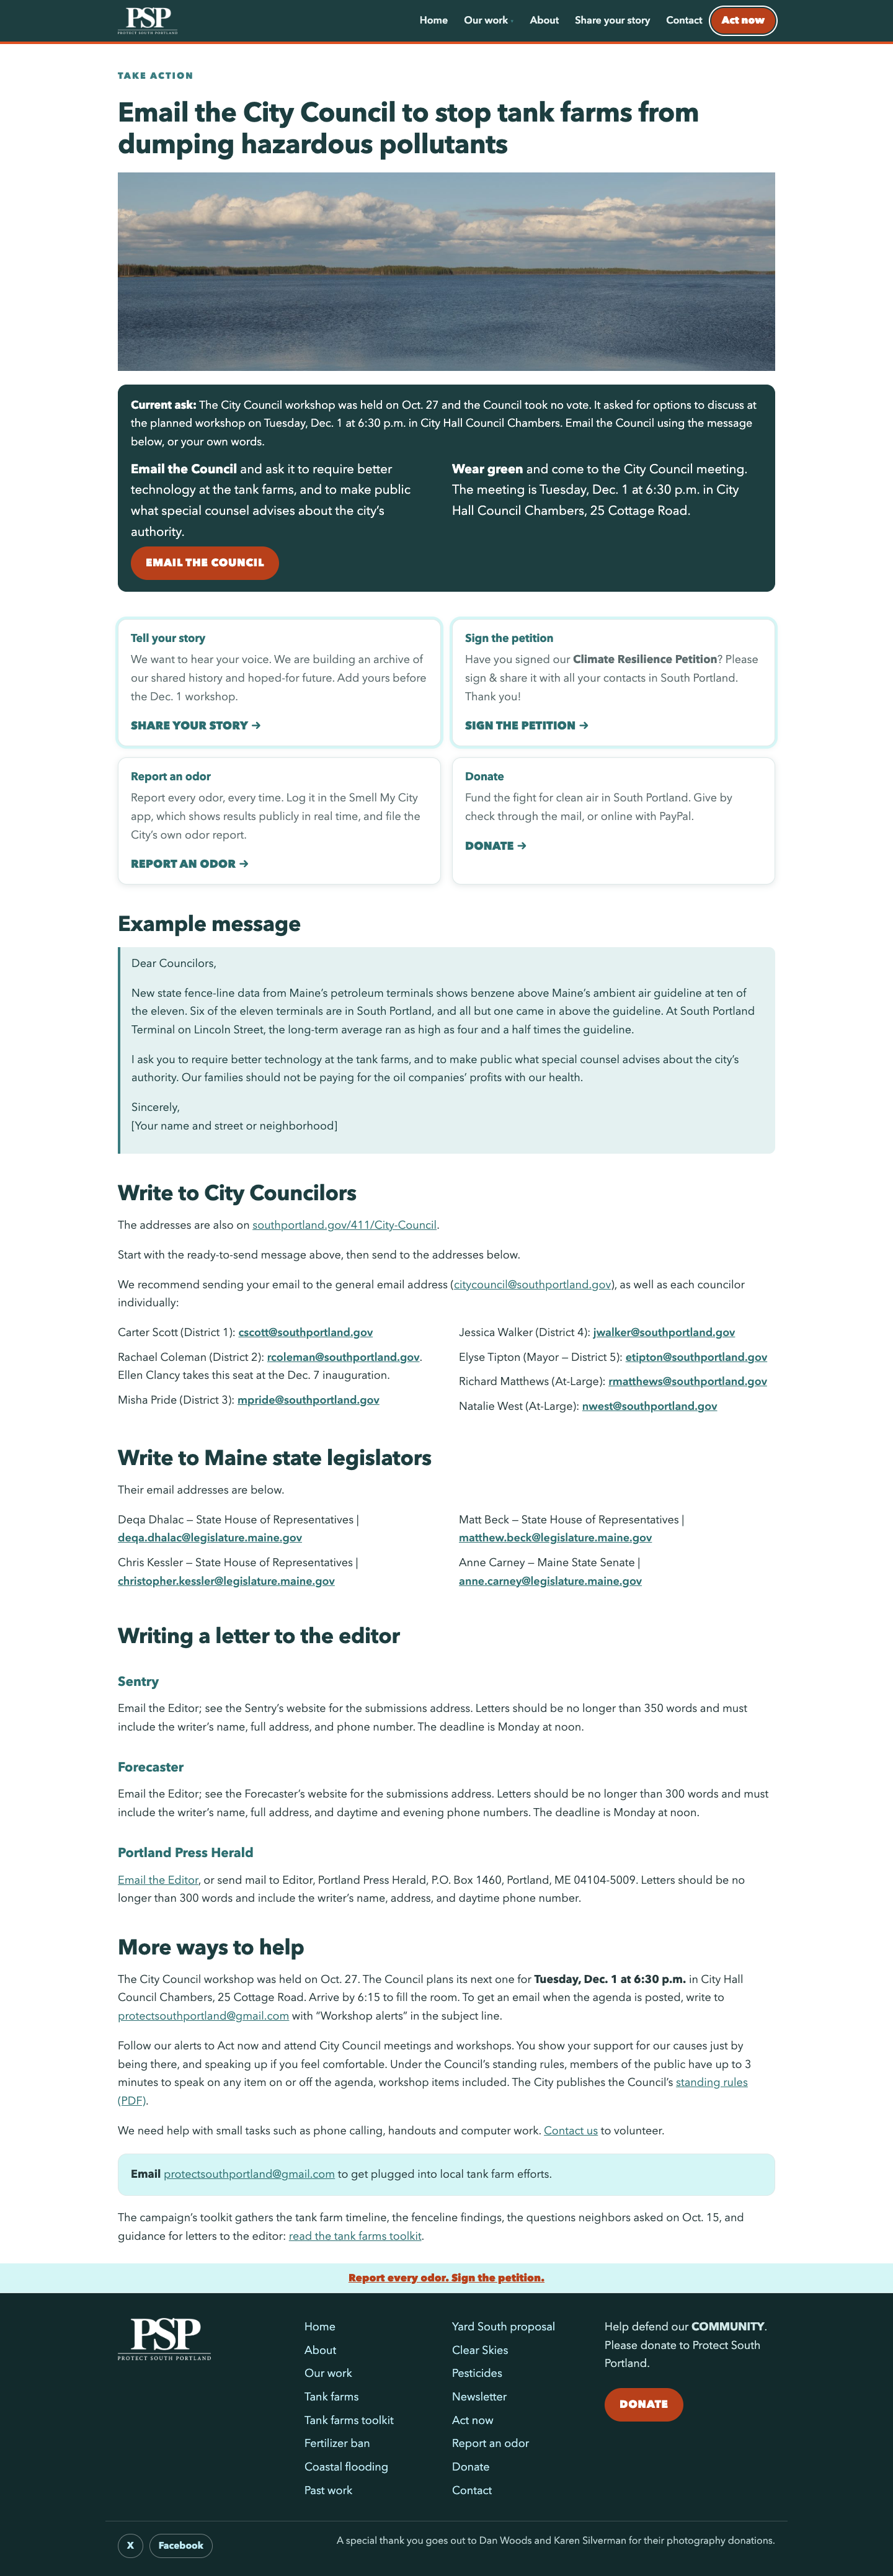 PSP
PROTECT SOUTH PORTLAND
Home
Our work
About
Share your story
Contact
Act now
TAKE ACTION
Email the City Council to stop tank farms from
dumping hazardous pollutants
Current ask: The City Council workshop was held on Oct. 27 and the Council took no vote. It asked for options to discuss at
the planned workshop on Tuesday, Dec. 1 at 6:30 p.m. in City Hall Council Chambers. Email the Council using the message
below, or your own words.
Email the Council and ask it to require better
technology at the tank farms, and to make public
what special counsel advises about the city’s
authority.
EMAIL THE COUNCIL
Wear green and come to the City Council meeting.
The meeting is Tuesday, Dec. 1 at 6:30 p.m. in City
Hall Council Chambers, 25 Cottage Road.
Tell your story
We want to hear your voice. We are building an archive of
our shared history and hoped-for future. Add yours before
the Dec. 1 workshop.
SHARE YOUR STORY →
Sign the petition
Have you signed our Climate Resilience Petition? Please
sign & share it with all your contacts in South Portland.
Thank you!
SIGN THE PETITION →
Report an odor
Report every odor, every time. Log it in the Smell My City
app, which shows results publicly in real time, and file the
City’s own odor report.
REPORT AN ODOR →
Donate
Fund the fight for clean air in South Portland. Give by
check through the mail, or online with PayPal.
DONATE →
Example message
Dear Councilors,
New state fence-line data from Maine’s petroleum terminals shows benzene above Maine’s ambient air guideline at ten of
the eleven. Six of the eleven terminals are in South Portland, and all but one came in above the guideline. At South Portland
Terminal on Lincoln Street, the long-term average ran as high as four and a half times the guideline.
I ask you to require better technology at the tank farms, and to make public what special counsel advises about the city’s
authority. Our families should not be paying for the oil companies’ profits with our health.
Sincerely,
[Your name and street or neighborhood]
Write to City Councilors
The addresses are also on southportland.gov/411/City-Council.
Start with the ready-to-send message above, then send to the addresses below.
We recommend sending your email to the general email address (citycouncil@southportland.gov), as well as each councilor
individually:
Carter Scott (District 1): cscott@southportland.gov
Rachael Coleman (District 2): rcoleman@southportland.gov.
Ellen Clancy takes this seat at the Dec. 7 inauguration.
Misha Pride (District 3): mpride@southportland.gov
Jessica Walker (District 4): jwalker@southportland.gov
Elyse Tipton (Mayor – District 5): etipton@southportland.gov
Richard Matthews (At-Large): rmatthews@southportland.gov
Natalie West (At-Large): nwest@southportland.gov
Write to Maine state legislators
Their email addresses are below.
Deqa Dhalac – State House of Representatives |
deqa.dhalac@legislature.maine.gov
Chris Kessler – State House of Representatives |
christopher.kessler@legislature.maine.gov
Matt Beck – State House of Representatives |
matthew.beck@legislature.maine.gov
Anne Carney – Maine State Senate |
anne.carney@legislature.maine.gov
Writing a letter to the editor
Sentry
Email the Editor; see the Sentry’s website for the submissions address. Letters should be no longer than 350 words and must
include the writer’s name, full address, and phone number. The deadline is Monday at noon.
Forecaster
Email the Editor; see the Forecaster’s website for the submissions address. Letters should be no longer than 300 words and must
include the writer’s name, full address, and daytime and evening phone numbers. The deadline is Monday at noon.
Portland Press Herald
Email the Editor, or send mail to Editor, Portland Press Herald, P.O. Box 1460, Portland, ME 04104-5009. Letters should be no
longer than 300 words and include the writer’s name, address, and daytime phone number.
More ways to help
The City Council workshop was held on Oct. 27. The Council plans its next one for Tuesday, Dec. 1 at 6:30 p.m. in City Hall
Council Chambers, 25 Cottage Road. Arrive by 6:15 to fill the room. To get an email when the agenda is posted, write to
protectsouthportland@gmail.com with “Workshop alerts” in the subject line.
Follow our alerts to Act now and attend City Council meetings and workshops. You show your support for our causes just by
being there, and speaking up if you feel comfortable. Under the Council’s standing rules, members of the public have up to 3
minutes to speak on any item on or off the agenda, workshop items included. The City publishes the Council’s standing rules
(PDF).
We need help with small tasks such as phone calling, handouts and computer work. Contact us to volunteer.
Email protectsouthportland@gmail.com to get plugged into local tank farm efforts.
The campaign’s toolkit gathers the tank farm timeline, the fenceline findings, the questions neighbors asked on Oct. 15, and
guidance for letters to the editor: read the tank farms toolkit.
Report every odor. Sign the petition.
PSP
PROTECT SOUTH PORTLAND
Home
About
Our work
Tank farms
Tank farms toolkit
Fertilizer ban
Coastal flooding
Past work
Yard South proposal
Clear Skies
Pesticides
Newsletter
Act now
Report an odor
Donate
Contact
Help defend our COMMUNITY.
Please donate to Protect South
Portland.
DONATE
X
Facebook
A special thank you goes out to Dan Woods and Karen Silverman for their photography donations.